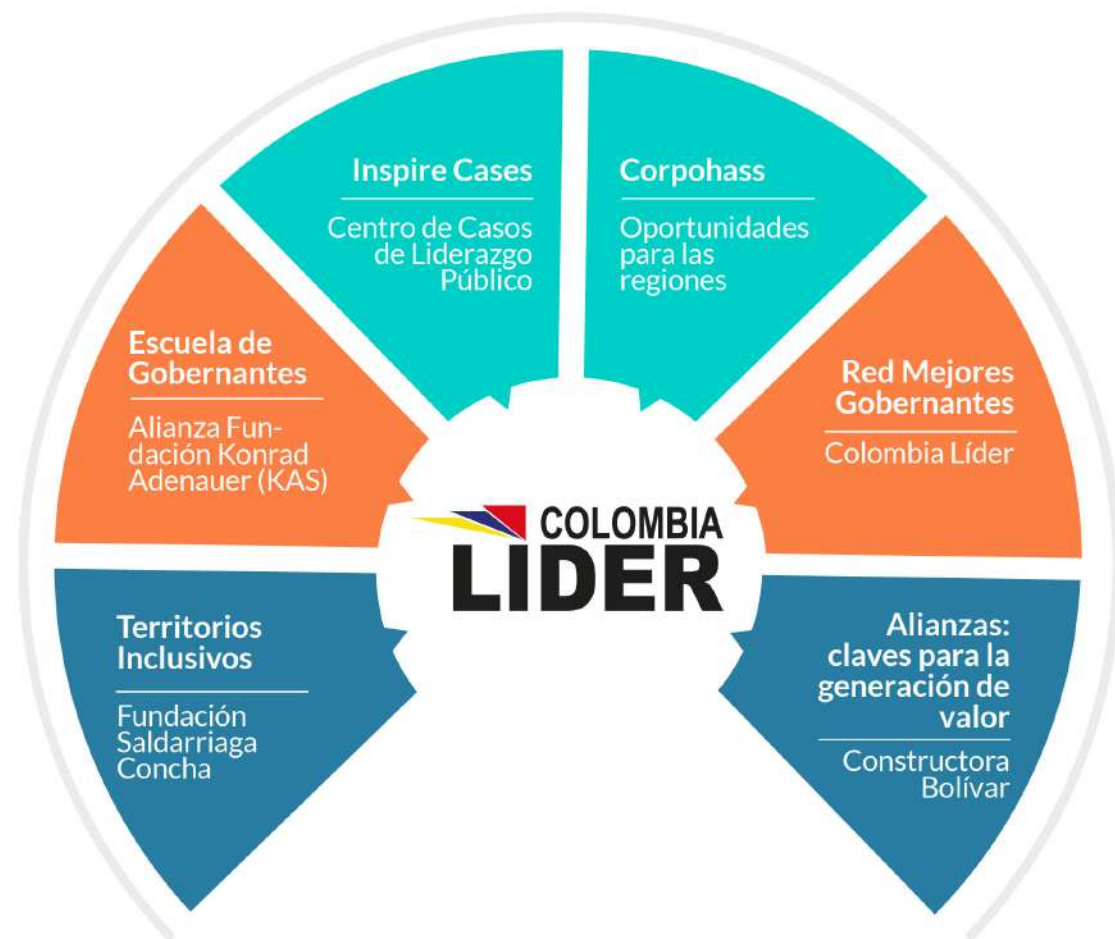 Inspire Cases
Centro de Casos
de Liderazgo
Público
Corpohass
Oportunidades
para las
regiones
Escuela de
Gobernantes
Alianza Fun-
dación Konrad
Adenauer (KAS)
Red Mejores
Gobernantes
Colombia Líder
COLOMBIA
LÍDER
Territorios
Inclusivos
Fundación
Saldarriaga
Concha
Alianzas:
claves para la
generación de
valor
Constructora
Bolívar